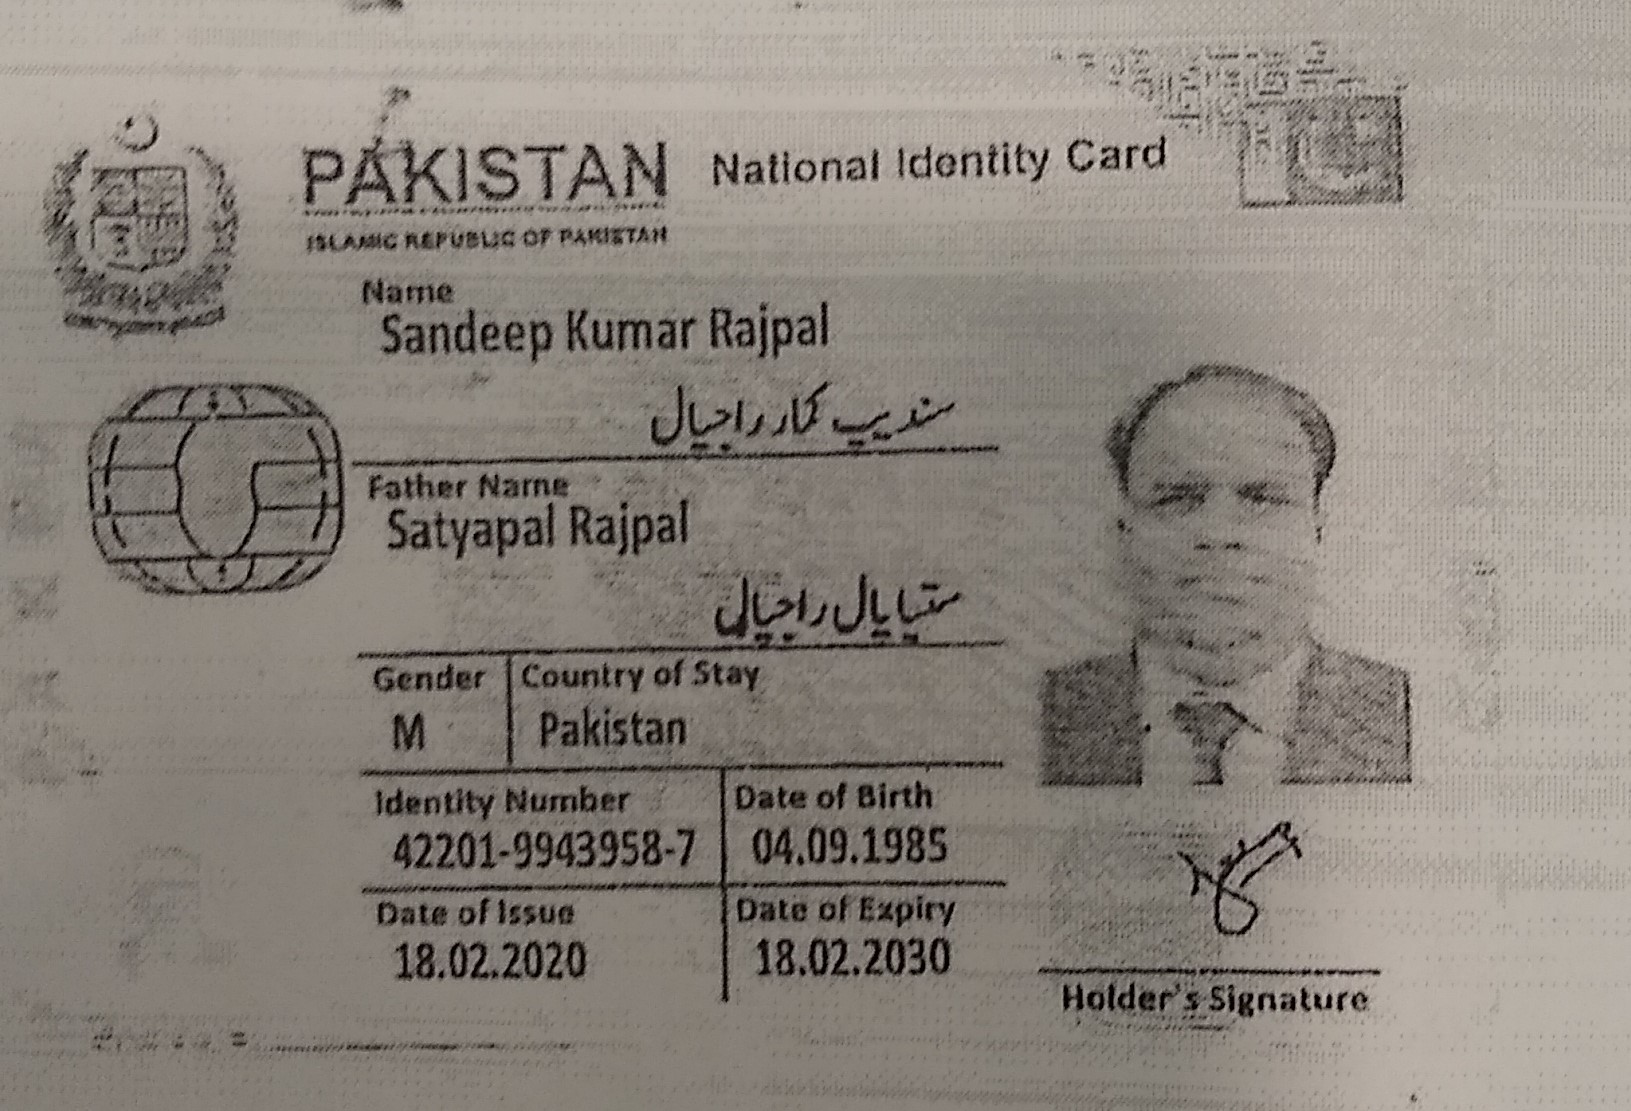 PAKISTAN National Identity Card
ISLAMIC REPUBLIC OF PAKISTAN
Name
Sandeep Kumar Rajpal
سندیپ کمار راجپال
Father Name
Satyapal Rajpal
ستیاپال راجپال
Gender Country of Stay
M Pakistan
Identity Number Date of Birth
42201-9943958-7 04.09.1985
Date of Issue Date of Expiry
18.02.2020 18.02.2030
Holder's Signature